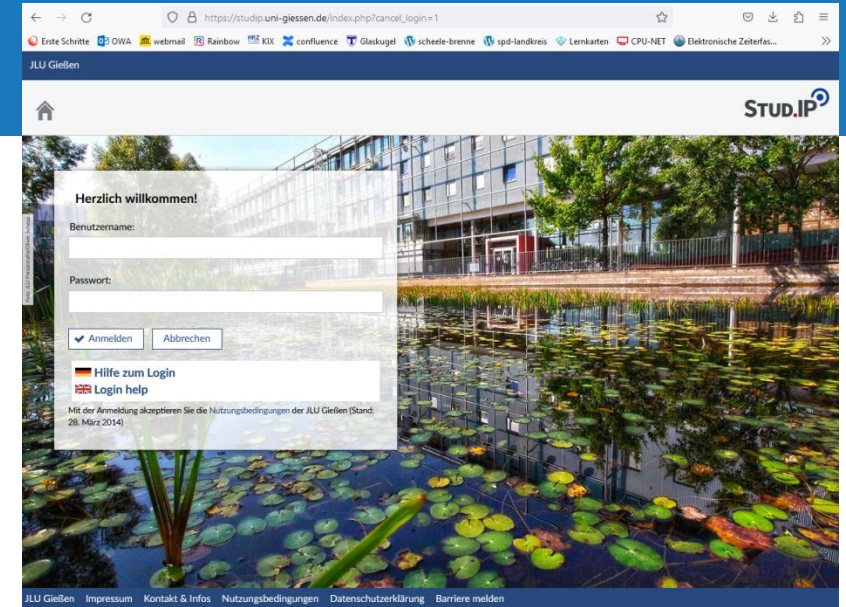 https://studip.uni-giessen.de/index.php?cancel_login=1
Erste Schritte OWA webmail Rainbow KIX confluence Glaskugel scheele-brenne spd-landkreis Lernkarten CPU-NET Elektronische Zeiterfas...
JLU Gießen
STUD.IP
Herzlich willkommen!
Benutzername:
Passwort:
Anmelden Abbrechen
Hilfe zum Login
Login help
Mit der Anmeldung akzeptieren Sie die Nutzungsbedingungen der JLU Gießen (Stand:
28. März 2014)
JLU Gießen Impressum Kontakt & Infos Nutzungsbedingungen Datenschutzerklärung Barriere melden